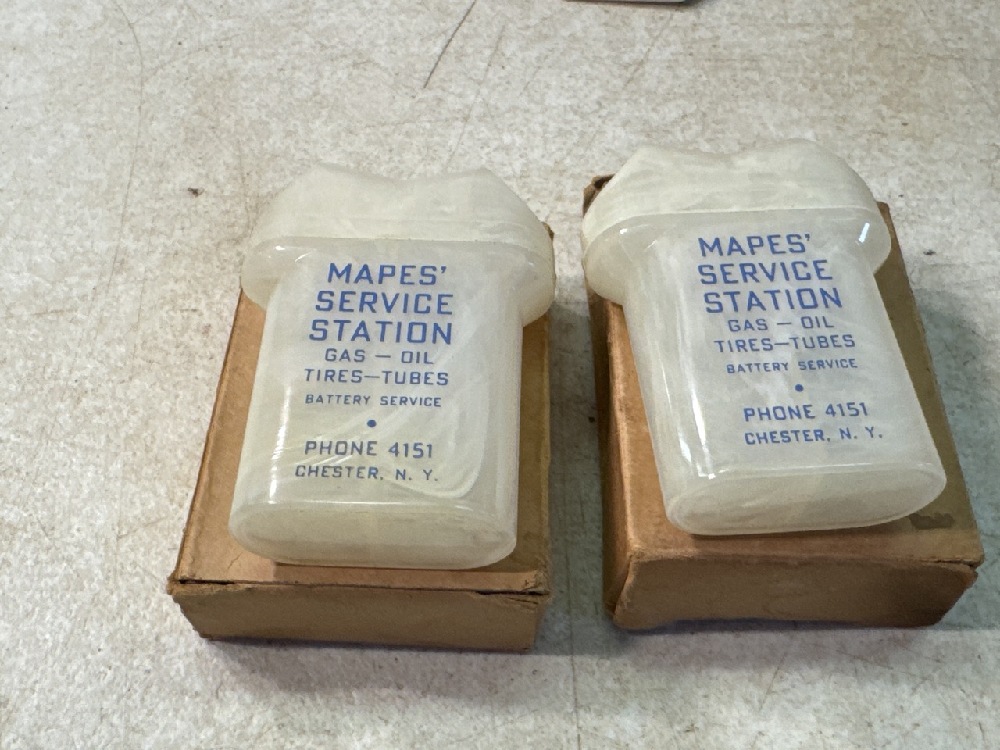 MAPES'
SERVICE
STATION
GAS — OIL
TIRES—TUBES
BATTERY SERVICE
•
PHONE 4151
CHESTER, N. Y.
MAPES'
SERVICE
STATION
GAS — OIL
TIRES—TUBES
BATTERY SERVICE
•
PHONE 4151
CHESTER, N. Y.